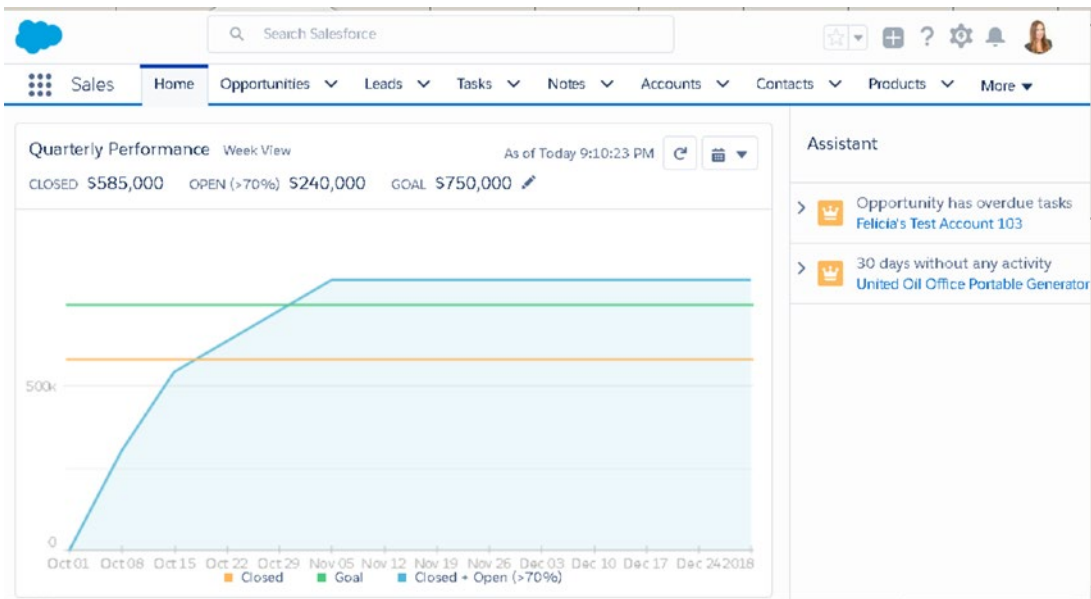 Search Salesforce
Sales Home Opportunities Leads Tasks Notes Accounts Contacts Products More
Quarterly Performance Week View As of Today 9:10:23 PM
CLOSED $585,000 OPEN (>70%) $240,000 GOAL $750,000
500k
0
Oct 01 Oct 08 Oct 15 Oct 22 Oct 29 Nov 05 Nov 12 Nov 19 Nov 26 Dec 03 Dec 10 Dec 17 Dec 24 2018
Closed Goal Closed + Open (>70%)
Assistant
Opportunity has overdue tasks
Felicia's Test Account 103
30 days without any activity
United Oil Office Portable Generator